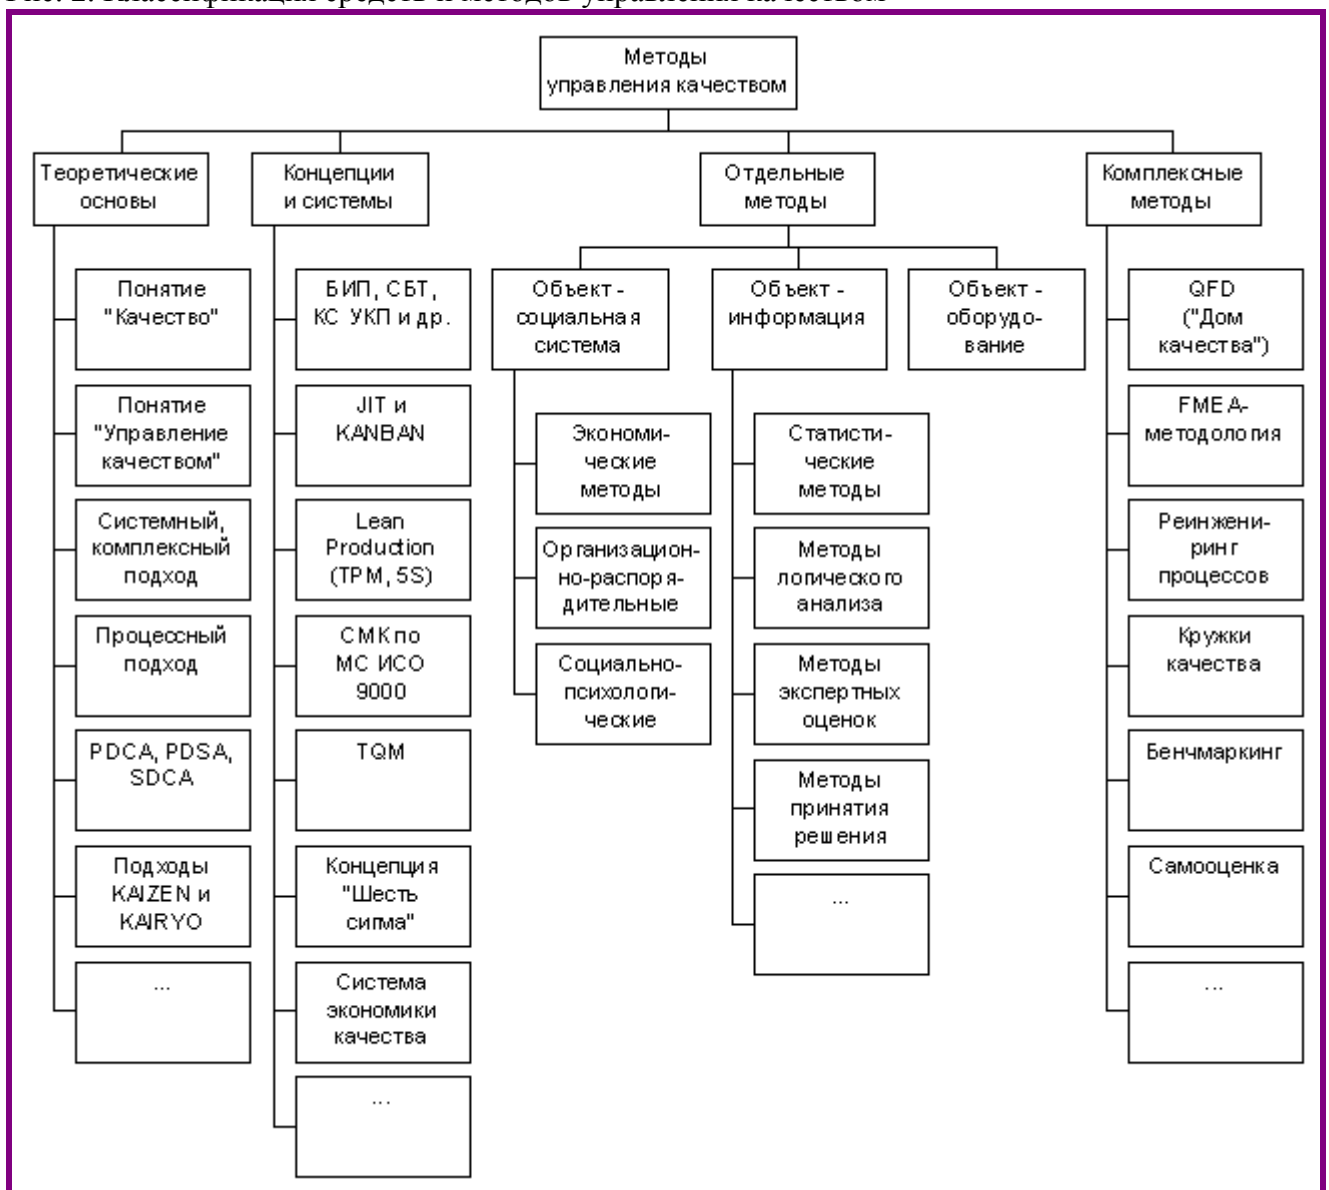 Рис. 2. Классификация средств и методов управления качеством
Методы
управления качеством
Теоретические
основы
Концепции
и системы
Отдельные
методы
Комплексные
методы
Понятие
"Качество"
Понятие
"Управление
качеством"
Системный,
комплексный
подход
Процессный
подход
PDCA, PDSA,
SDCA
Подходы
KAIZEN и
KAIRYO
...
БИП, СБТ,
КС УКП и др.
JIT и
KANBAN
Lean
Production
(TPM, 5S)
СМК по
МС ИСО
9000
TQM
Концепция
"Шесть
сигма"
Система
экономики
качества
...
Объект -
социальная
система
Экономи-
ческие
методы
Организацион-
но-распоря-
дительные
Социально-
психологи-
ческие
Объект -
информация
Статисти-
ческие
методы
Методы
логического
анализа
Методы
экспертных
оценок
Методы
принятия
решения
...
Объект -
оборудо-
вание
QFD
("Дом
качества")
FMEA-
методология
Реинжени-
ринг
процессов
Кружки
качества
Бенчмаркинг
Самооценка
...